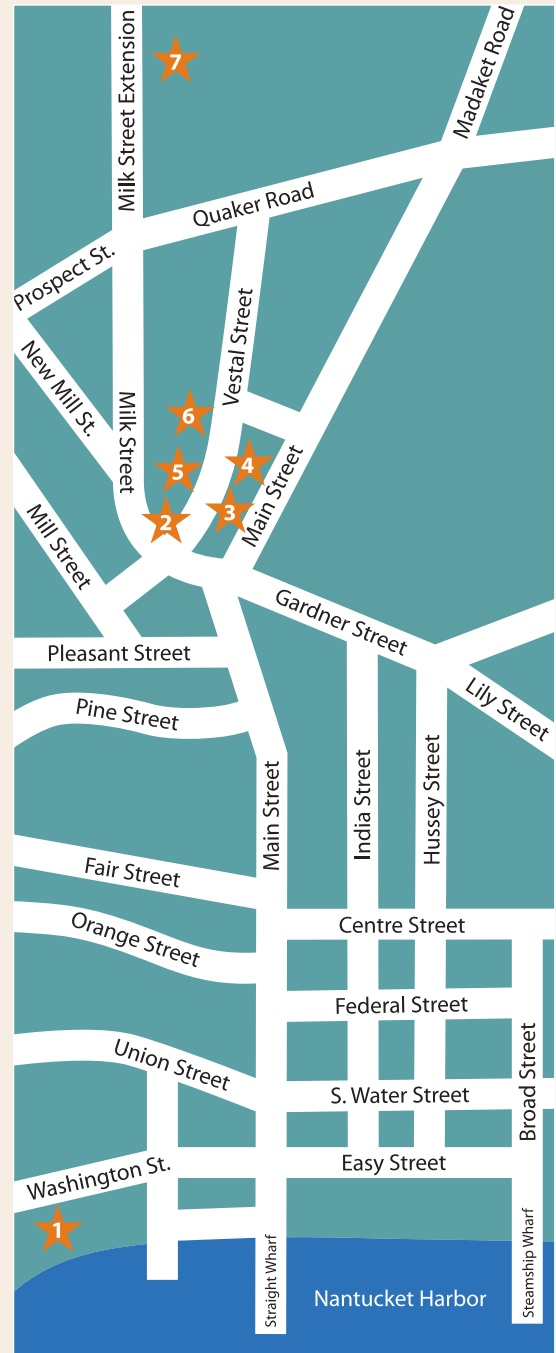 Milk Street Extension
7
Madaket Road
Quaker Road
Prospect St.
Vestal Street
New Mill St.
Milk Street
6
4
5
Main Street
3
2
Mill Street
Gardner Street
Pleasant Street
Lily Street
Pine Street
Main Street
India Street
Hussey Street
Fair Street
Centre Street
Orange Street
Federal Street
Union Street
Broad Street
S. Water Street
Washington St.
Easy Street
1
Straight Wharf
Steamship Wharf
Nantucket Harbor